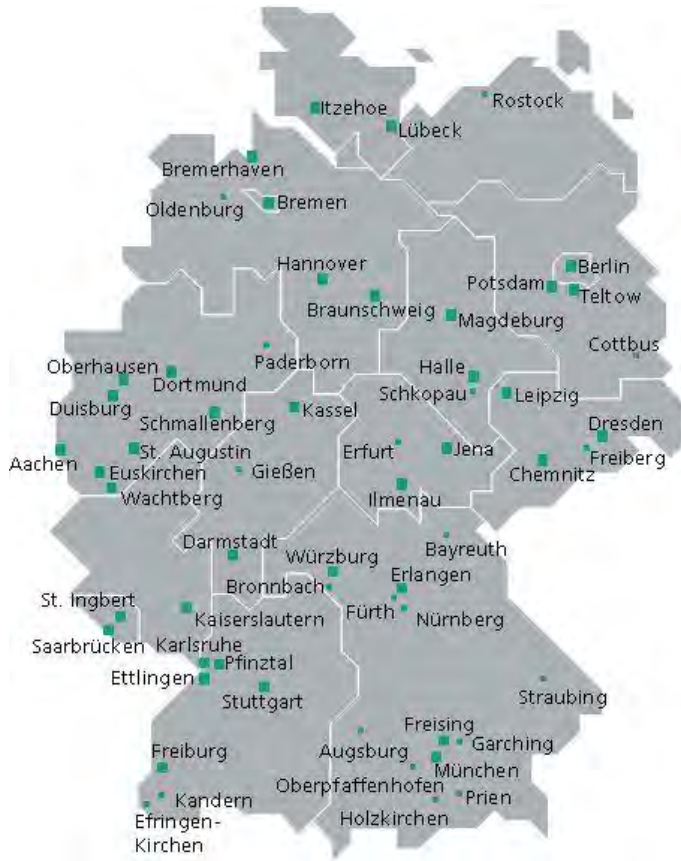 Itzehoe
Rostock
Lübeck
Bremerhaven
Oldenburg
Bremen
Hannover
Berlin
Potsdam
Teltow
Braunschweig
Magdeburg
Cottbus
Paderborn
Oberhausen
Dortmund
Halle
Schkopau
Leipzig
Duisburg
Schmallenberg
Kassel
Dresden
Aachen
St. Augustin
Erfurt
Jena
Freiberg
Euskirchen
Gießen
Chemnitz
Wachtberg
Ilmenau
Darmstadt
Bayreuth
Würzburg
Bronnbach
Erlangen
St. Ingbert
Fürth
Kaiserslautern
Nürnberg
Saarbrücken
Karlsruhe
Pfinztal
Ettlingen
Stuttgart
Straubing
Freising
Augsburg
Garching
Freiburg
München
Oberpfaffenhofen
Kandern
Prien
Holzkirchen
Efringen-
Kirchen